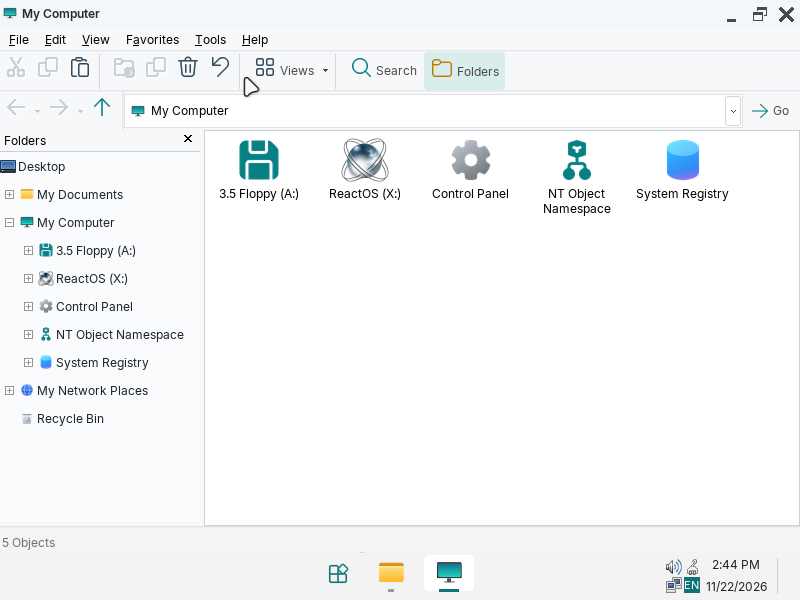 My Computer
File Edit View Favorites Tools Help
Views Search Folders
My Computer Go
Folders
Desktop
My Documents
My Computer
3.5 Floppy (A:)
ReactOS (X:)
Control Panel
NT Object Namespace
System Registry
My Network Places
Recycle Bin
3.5 Floppy (A:)
ReactOS (X:)
Control Panel
NT Object
Namespace
System Registry
5 Objects
2:44 PM
EN 11/22/2026